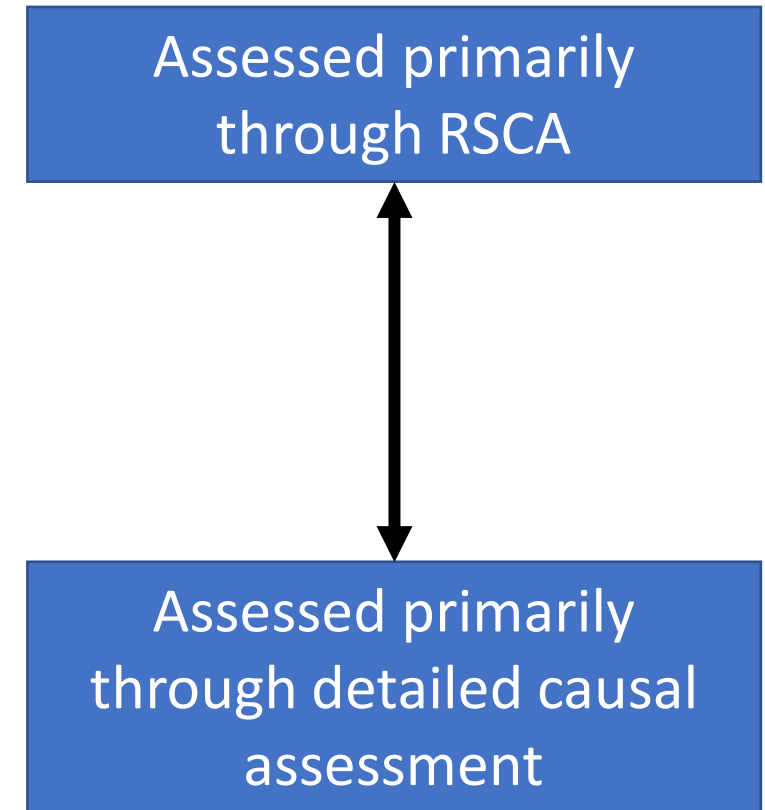 Assessed primarily
through RSCA
Assessed primarily
through detailed causal
assessment